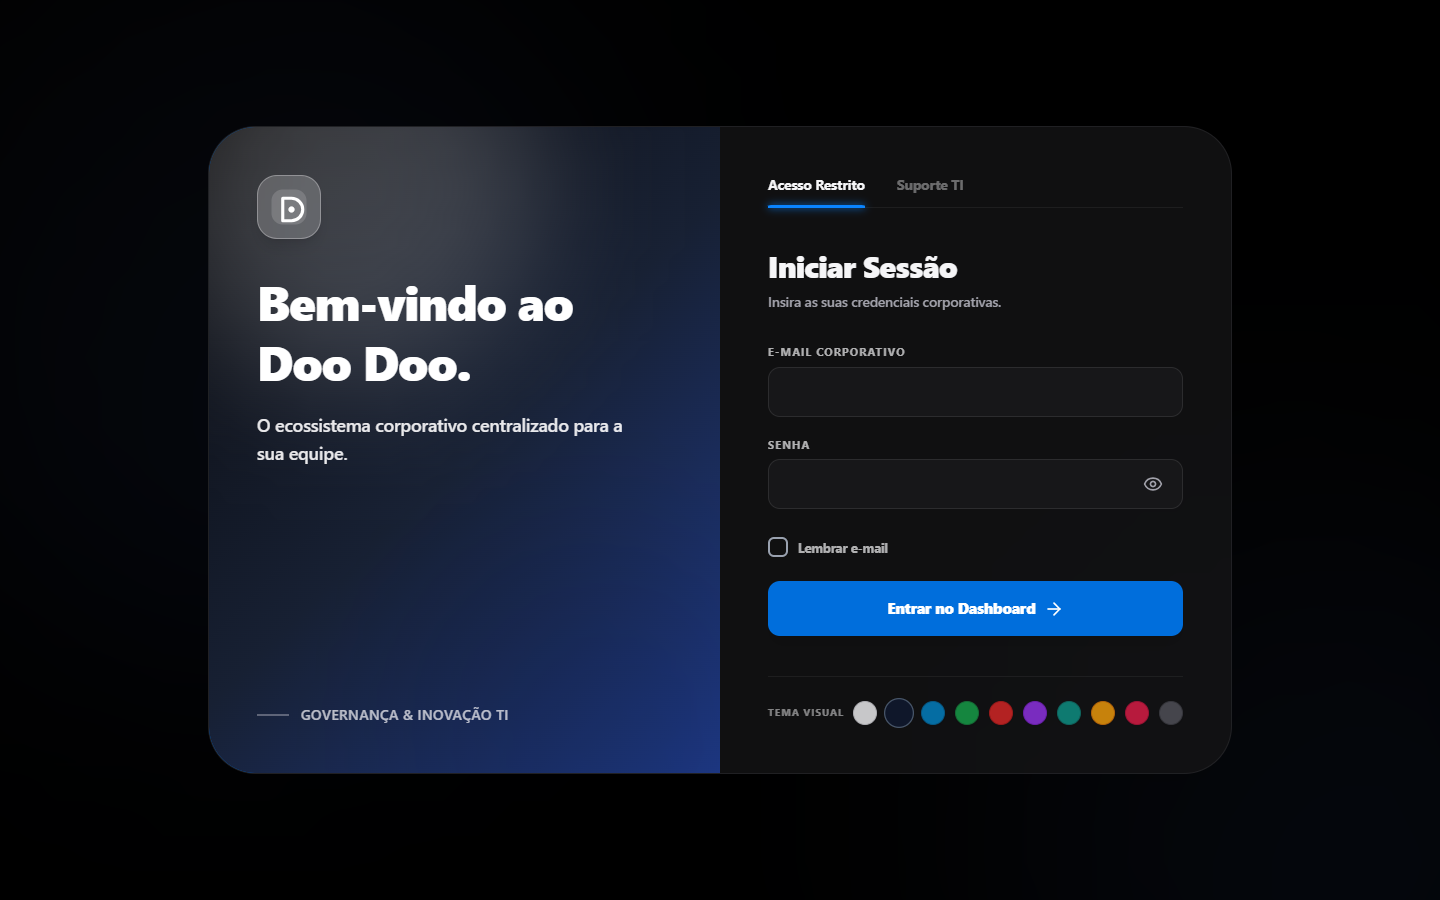 D
Bem-vindo ao
Doo Doo.
O ecossistema corporativo centralizado para a
sua equipe.
GOVERNANÇA & INOVAÇÃO TI
Acesso Restrito
Suporte TI
Iniciar Sessão
Insira as suas credenciais corporativas.
E-MAIL CORPORATIVO
SENHA
Lembrar e-mail
Entrar no Dashboard
TEMA VISUAL